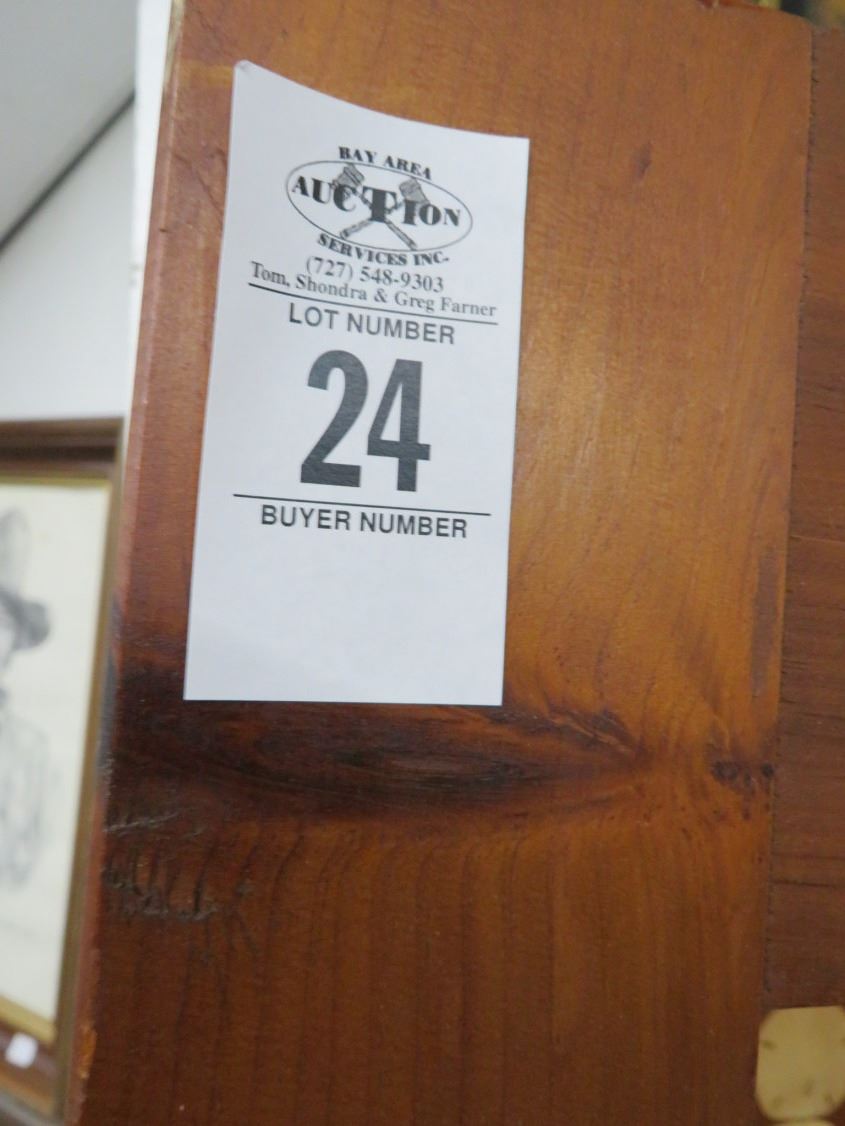 BAY AREA
AUCTION
SERVICES INC.
(727) 548-9303
Tom, Shondra & Greg Farner
LOT NUMBER
24
BUYER NUMBER